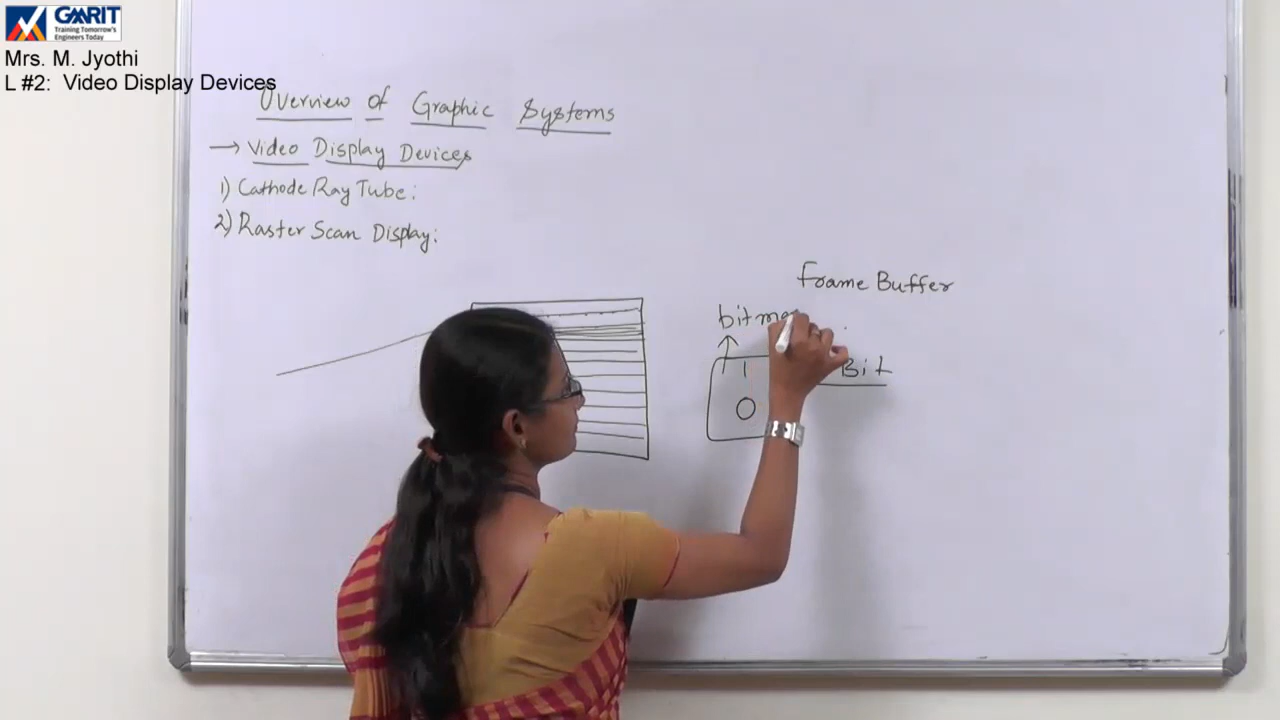 GMRIT
Training Tomorrow's
Engineers Today
Mrs. M. Jyothi
L #2: Video Display Devices
Overview of Graphic Systems
→ Video Display Devices
1) Cathode Ray Tube:
2) Raster Scan Display:
Frame Buffer
bitma
1 Bit
0